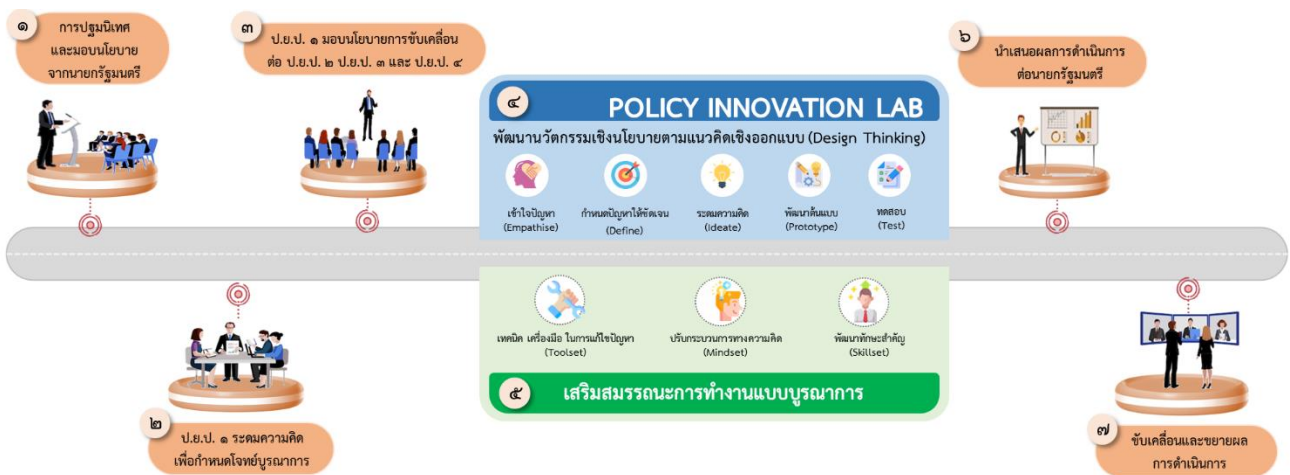 ๑
การปฐมนิเทศ
และมอบนโยบาย
จากนายกรัฐมนตรี
๒
ป.ย.ป. ๑ ระดมความคิด
เพื่อกำหนดโจทย์บูรณาการ
๓
ป.ย.ป. ๑ มอบนโยบายการขับเคลื่อน
ต่อ ป.ย.ป. ๒ ป.ย.ป. ๓ และ ป.ย.ป. ๔
๔
POLICY INNOVATION LAB
พัฒนานวัตกรรมเชิงนโยบายตามแนวคิดเชิงออกแบบ (Design Thinking)
เข้าใจปัญหา
(Empathise)
กำหนดปัญหาให้ชัดเจน
(Define)
ระดมความคิด
(Ideate)
พัฒนาต้นแบบ
(Prototype)
ทดสอบ
(Test)
เทคนิค เครื่องมือ ในการแก้ไขปัญหา
(Toolset)
ปรับกระบวนการทางความคิด
(Mindset)
พัฒนาทักษะสำคัญ
(Skillset)
๕
เสริมสมรรถนะการทำงานแบบบูรณาการ
๖
นำเสนอผลการดำเนินการ
ต่อนายกรัฐมนตรี
๗
ขับเคลื่อนและขยายผล
การดำเนินการ